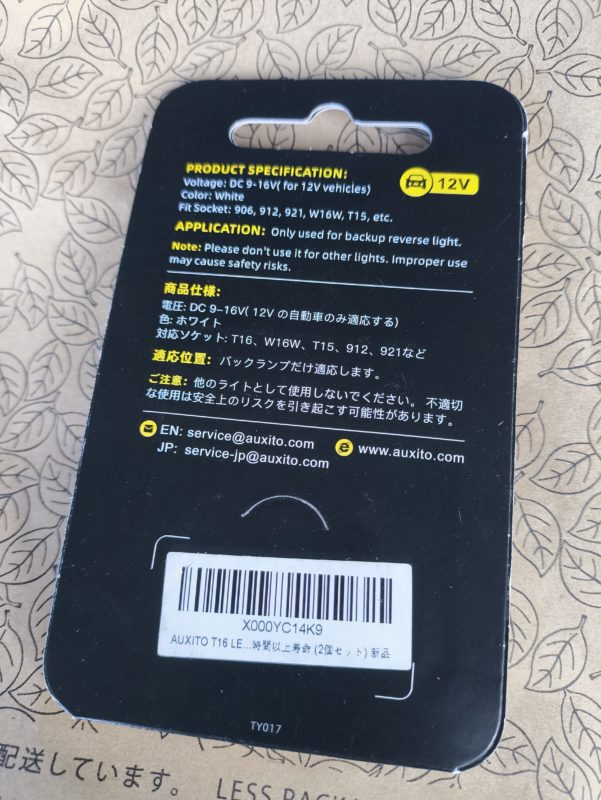 PRODUCT SPECIFICATION:
Voltage: DC 9-16V( for 12V vehicles)
Color: White
Fit Socket: 906, 912, 921, W16W, T15, etc.
12V
APPLICATION: Only used for backup reverse light.
Note: Please don't use it for other lights. Improper use
may cause safety risks.
商品仕様:
電圧: DC 9–16V( 12V の自動車のみ適応する)
色: ホワイト
対応ソケット: T16、W16W、T15、912、921など
適応位置: バックランプだけ適応します。
ご注意: 他のライトとして使用しないでください。 不適切
な使用は安全上のリスクを引き起こす可能性があります。
EN: service@auxito.com
www.auxito.com
JP: service-jp@auxito.com
X000YC14K9
AUXITO T16 LE...時間以上寿命 (2個セット) 新品
TY017
配送しています。 LESS PACK